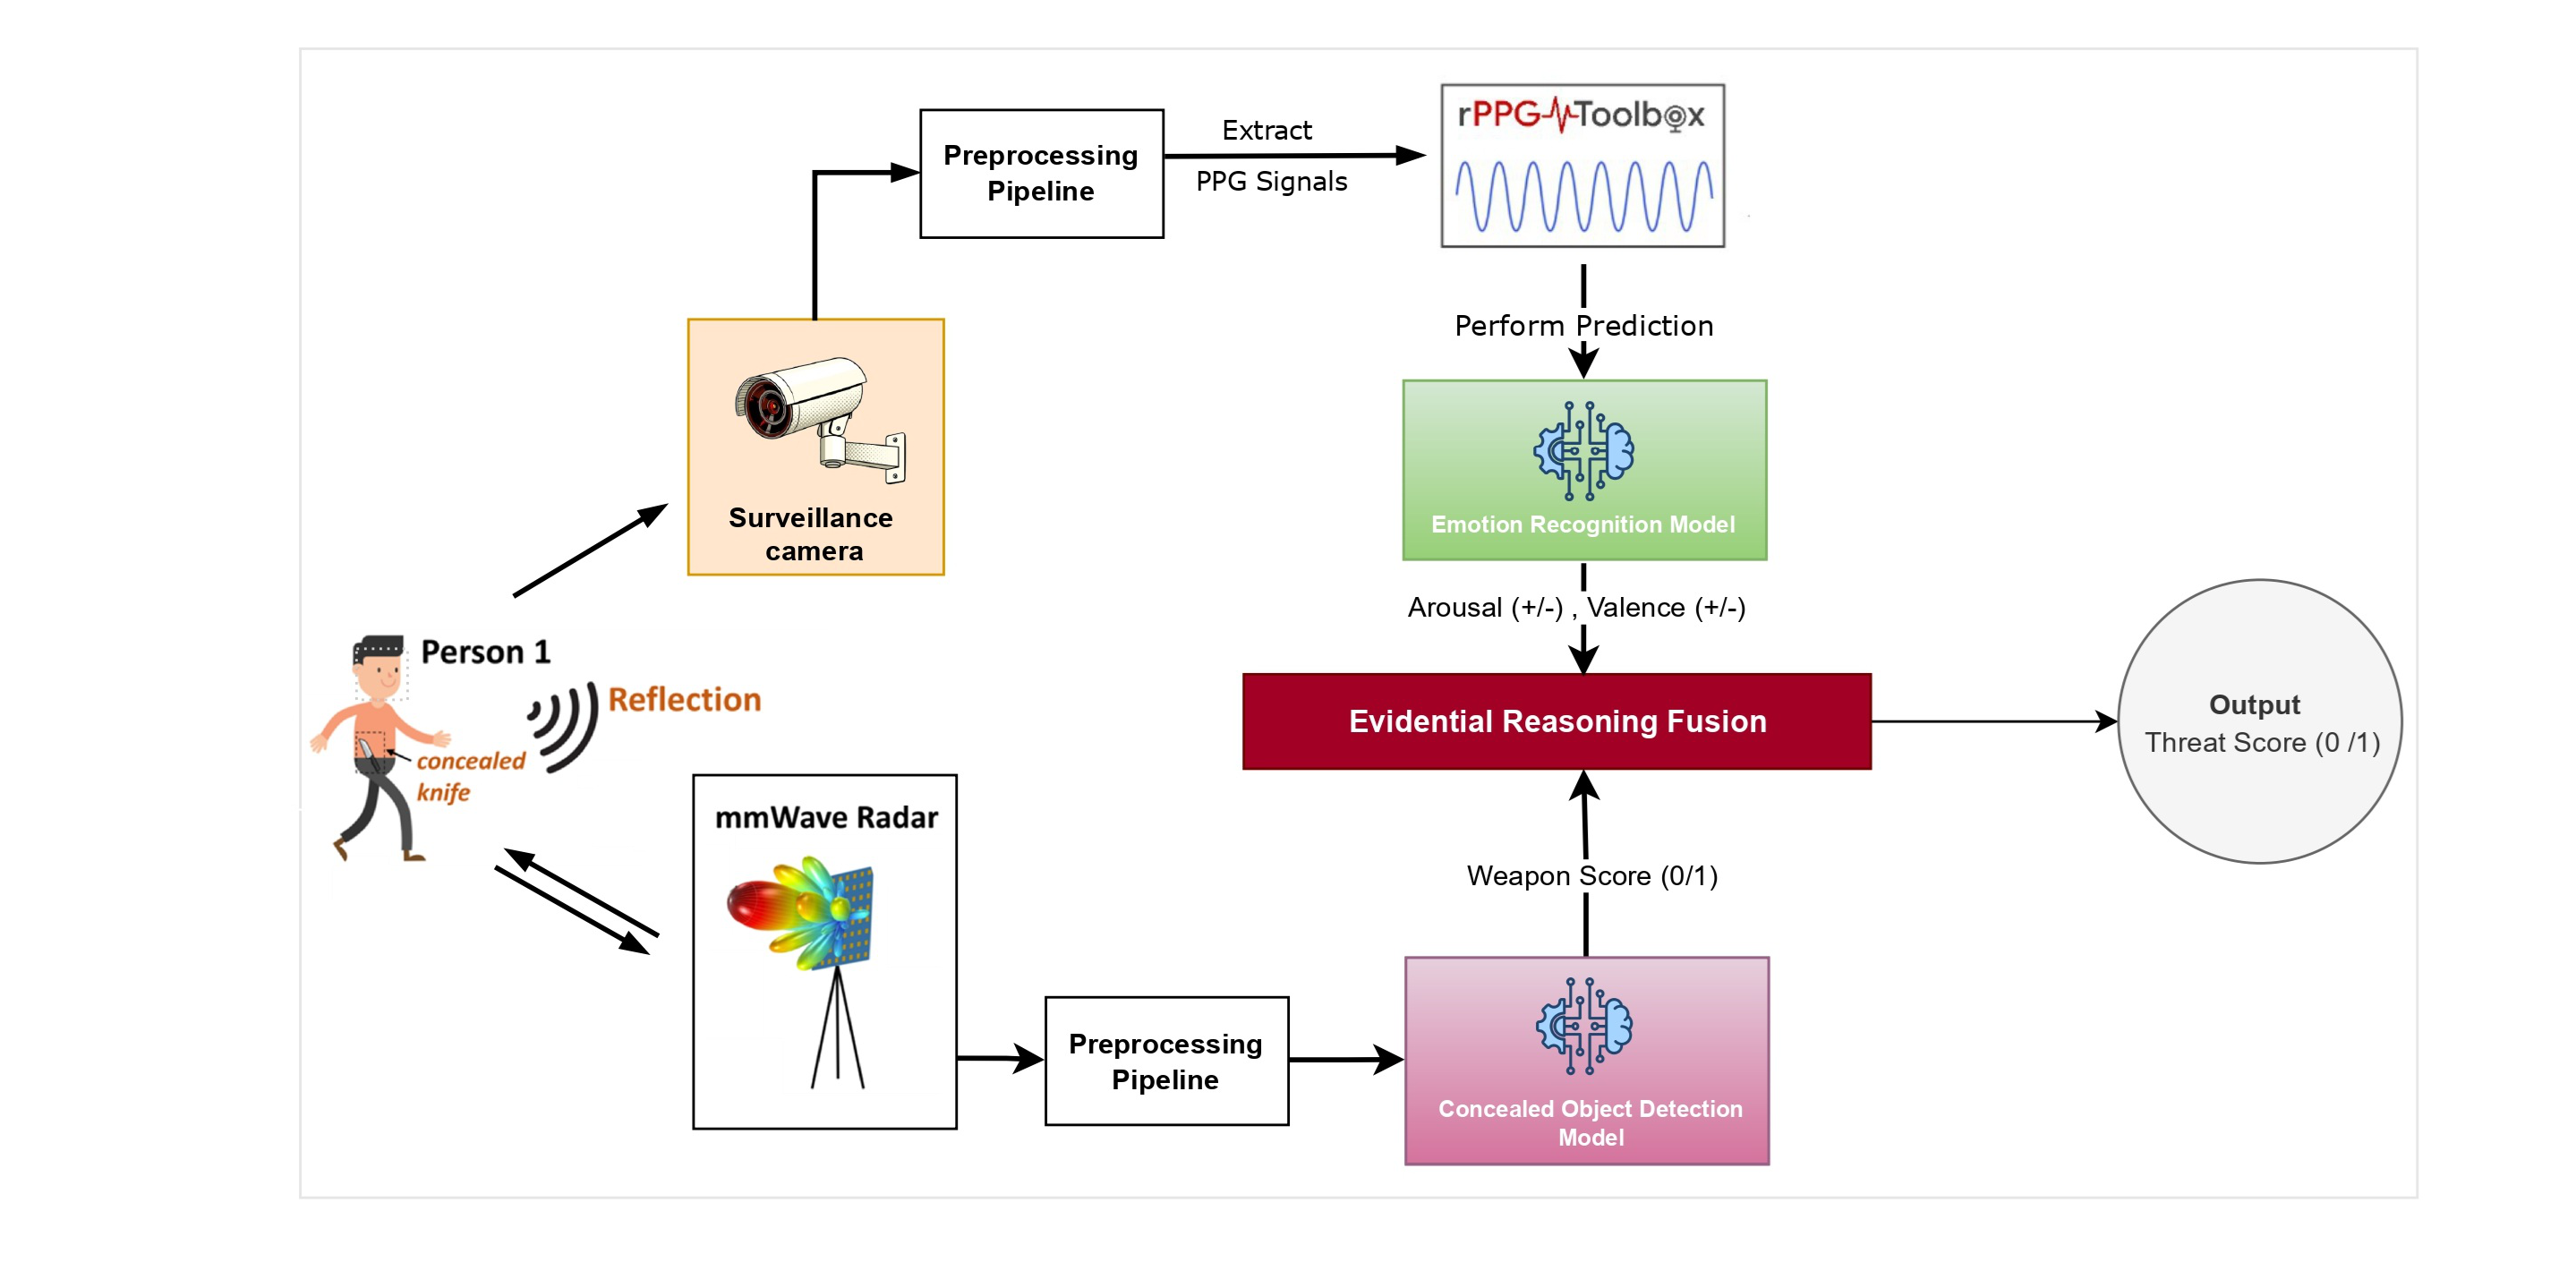 Preprocessing
Pipeline
Extract
PPG Signals
rPPG Toolbox
Perform Prediction
Surveillance
camera
Emotion Recognition Model
Arousal (+/-) , Valence (+/-)
Person 1
Reflection
concealed
knife
Evidential Reasoning Fusion
Output
Threat Score (0 /1)
mmWave Radar
Weapon Score (0/1)
Preprocessing
Pipeline
Concealed Object Detection
Model